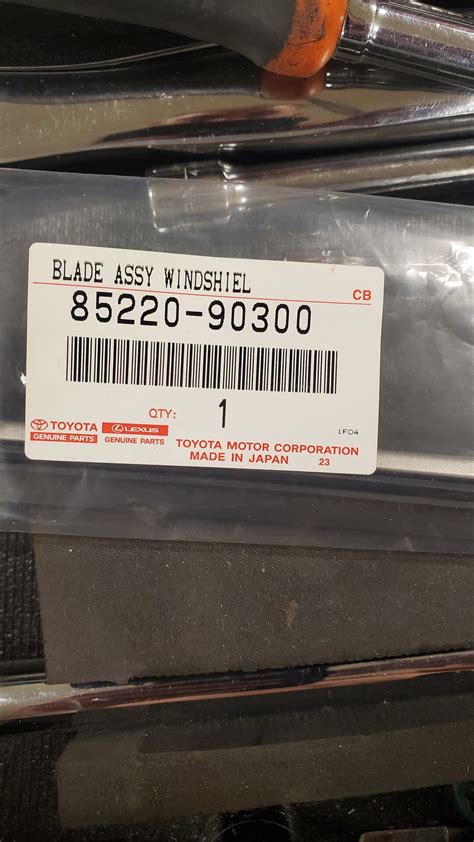 BLADE ASSY WINDSHIEL
CB
85220-90300
QTY: 1
1F04
TOYOTA
GENUINE PARTS
LEXUS
GENUINE PARTS
TOYOTA MOTOR CORPORATION
MADE IN JAPAN 23